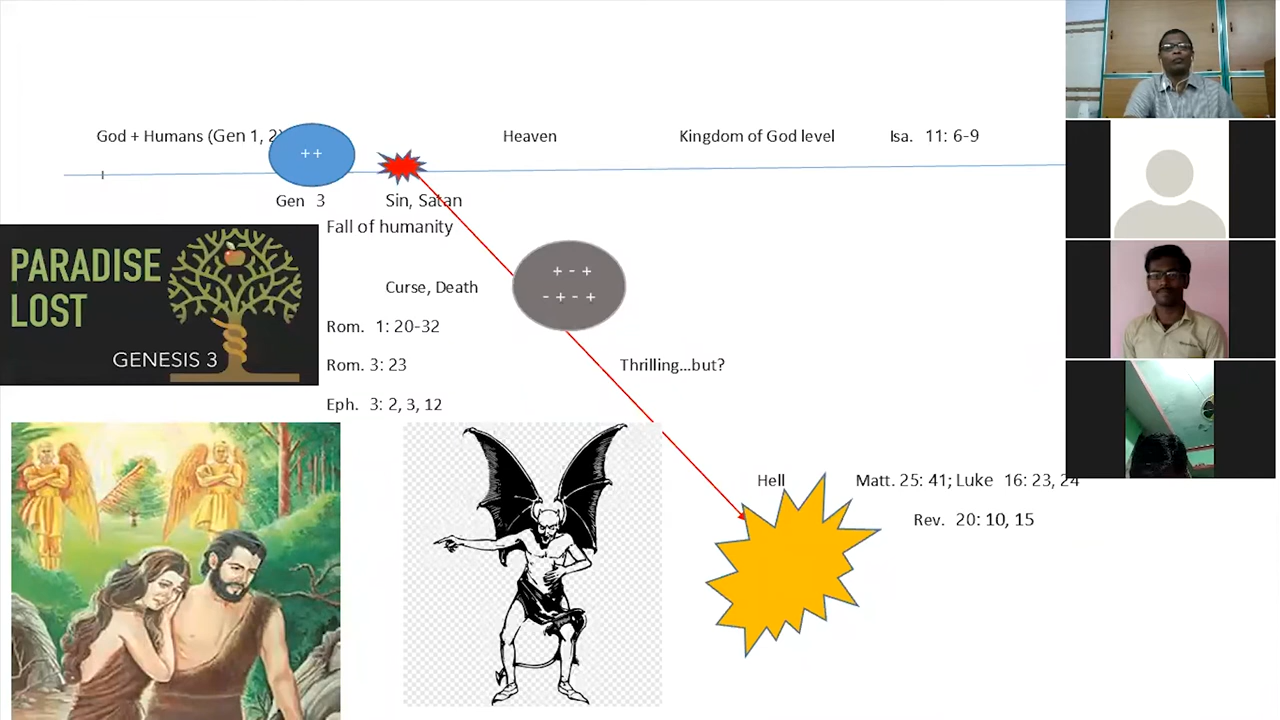 God + Humans (Gen 1, 2)
Heaven
Kingdom of God level
Isa. 11: 6-9
++
Gen 3
Sin, Satan
Fall of humanity
PARADISE
LOST
GENESIS 3
+ - +
- + - +
Curse, Death
Rom. 1: 20-32
Rom. 3: 23
Thrilling...but?
Eph. 3: 2, 3, 12
Hell
Matt. 25: 41; Luke 16: 23, 24
Rev. 20: 10, 15